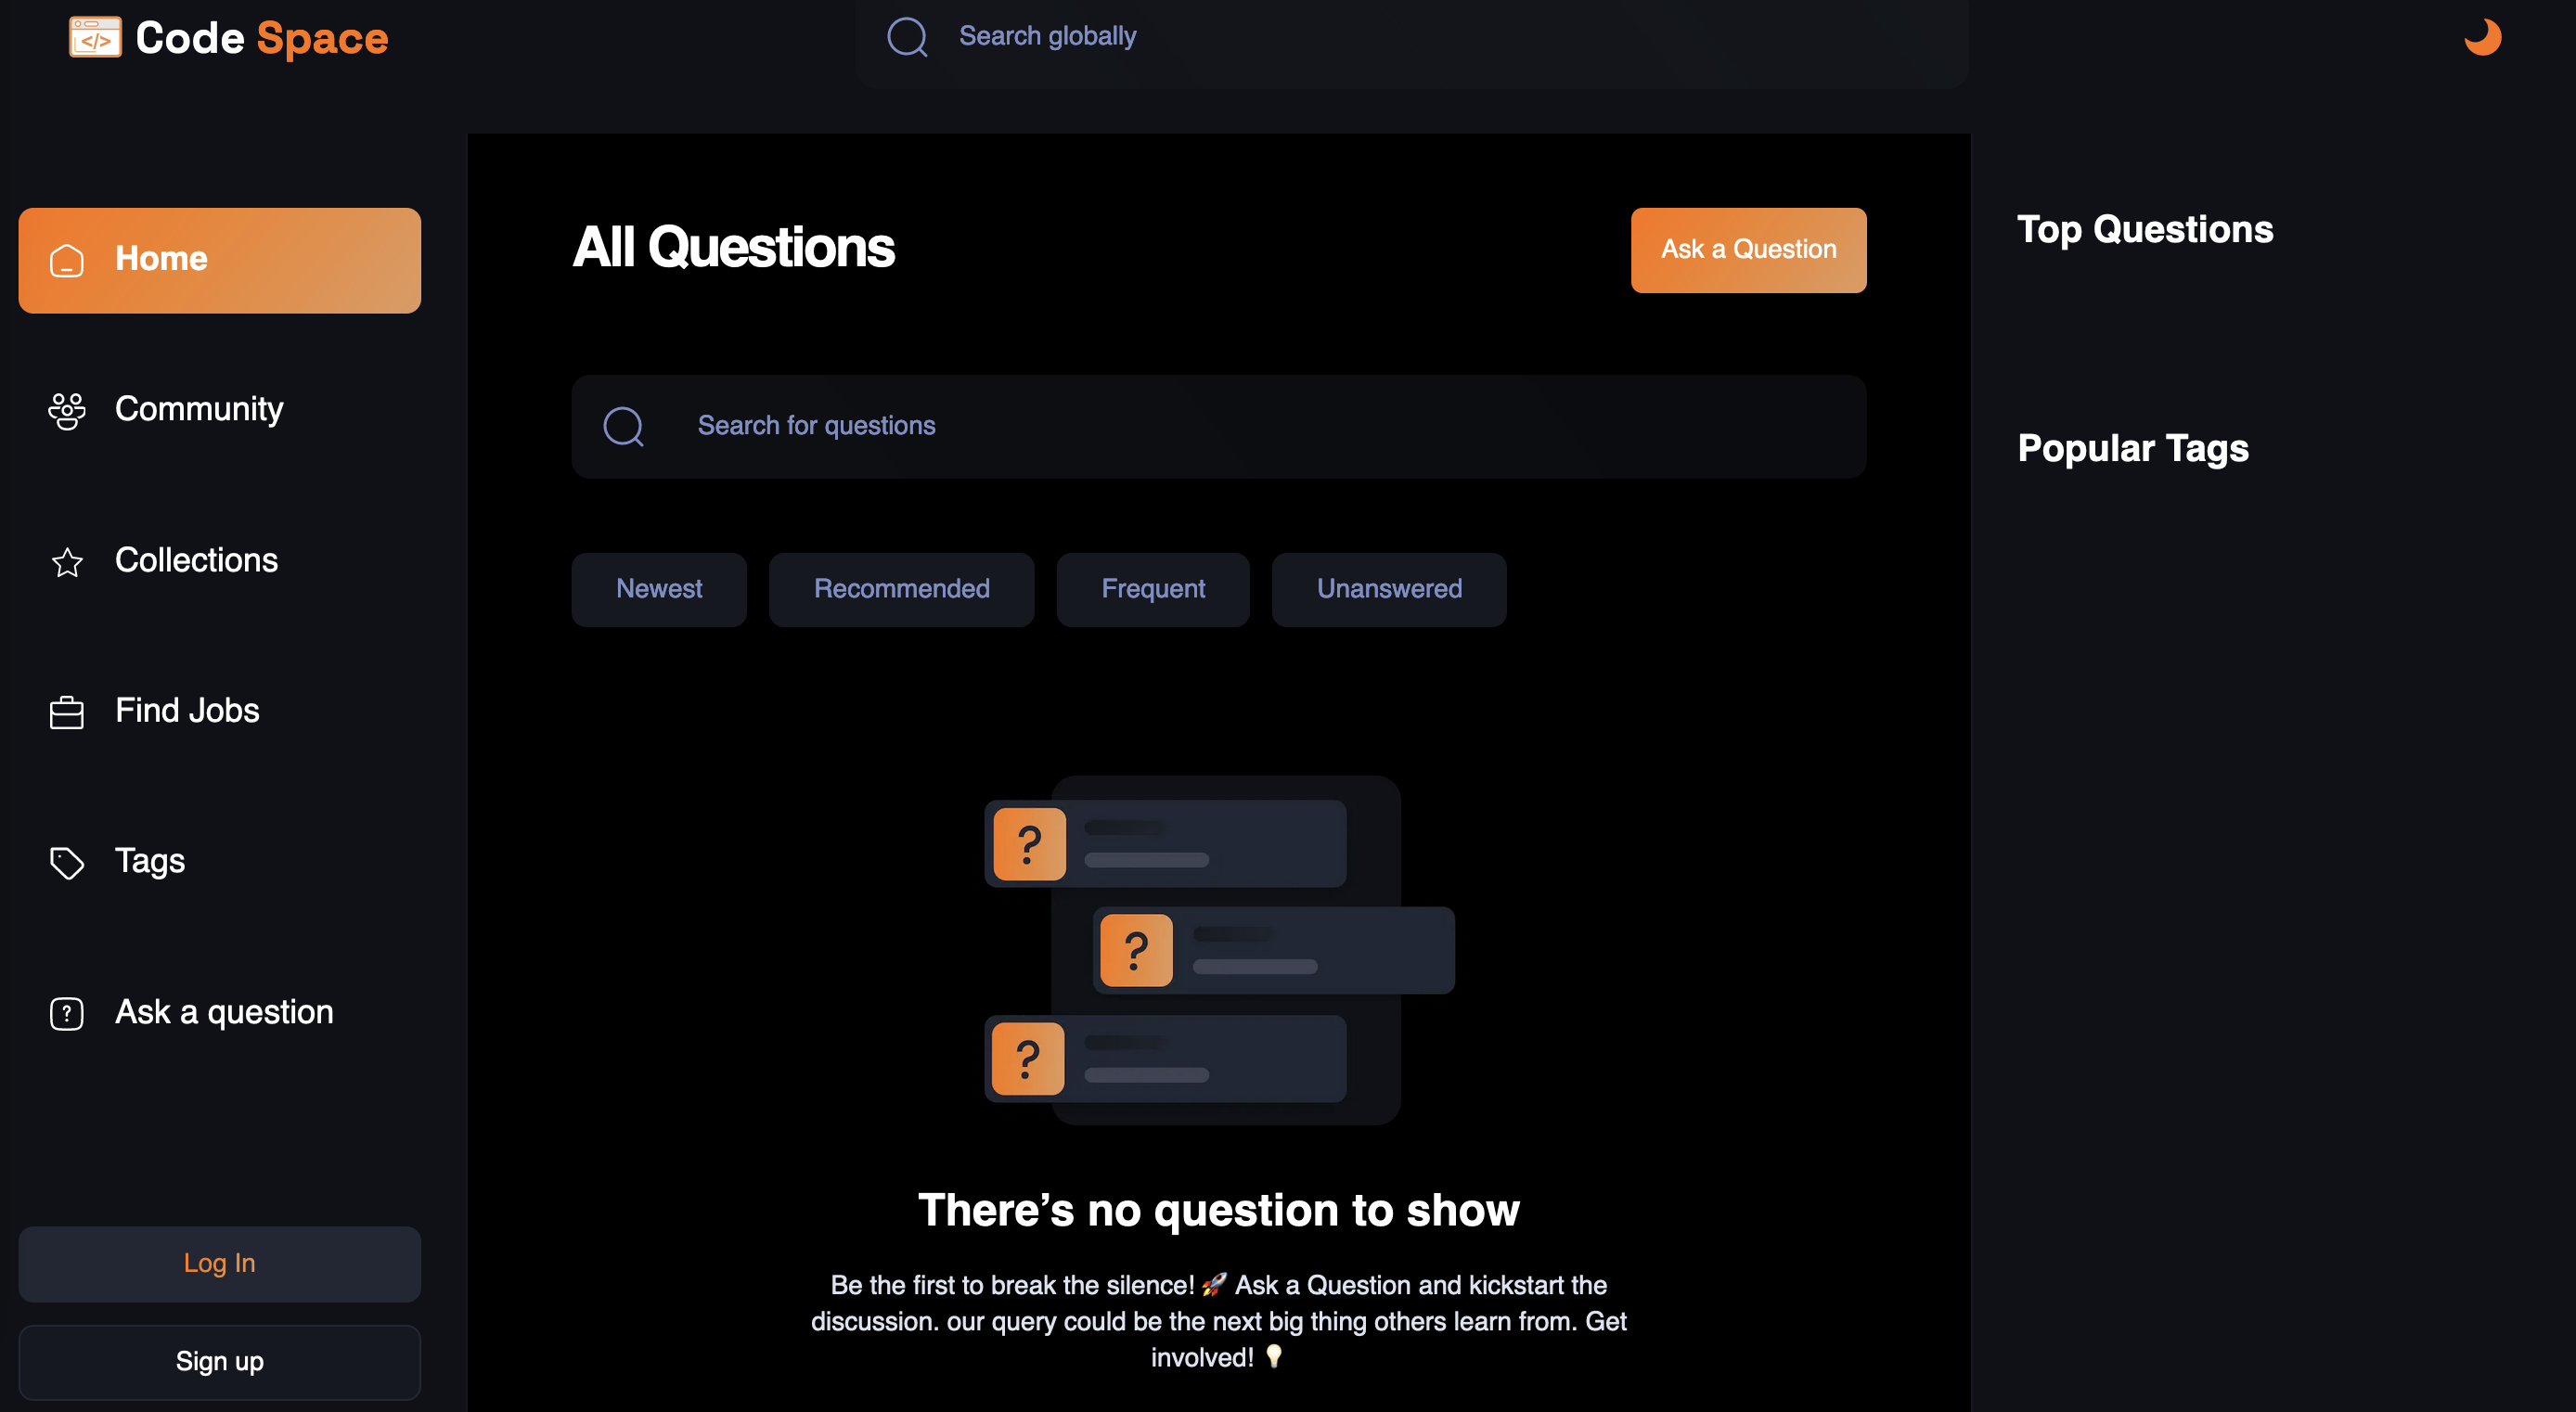 Code Space
Search globally
Home
Community
Collections
Find Jobs
Tags
Ask a question
Log In
Sign up
All Questions
Ask a Question
Search for questions
Newest
Recommended
Frequent
Unanswered
?
?
?
There’s no question to show
Be the first to break the silence! 🚀 Ask a Question and kickstart the
discussion. our query could be the next big thing others learn from. Get
involved! 💡
Top Questions
Popular Tags